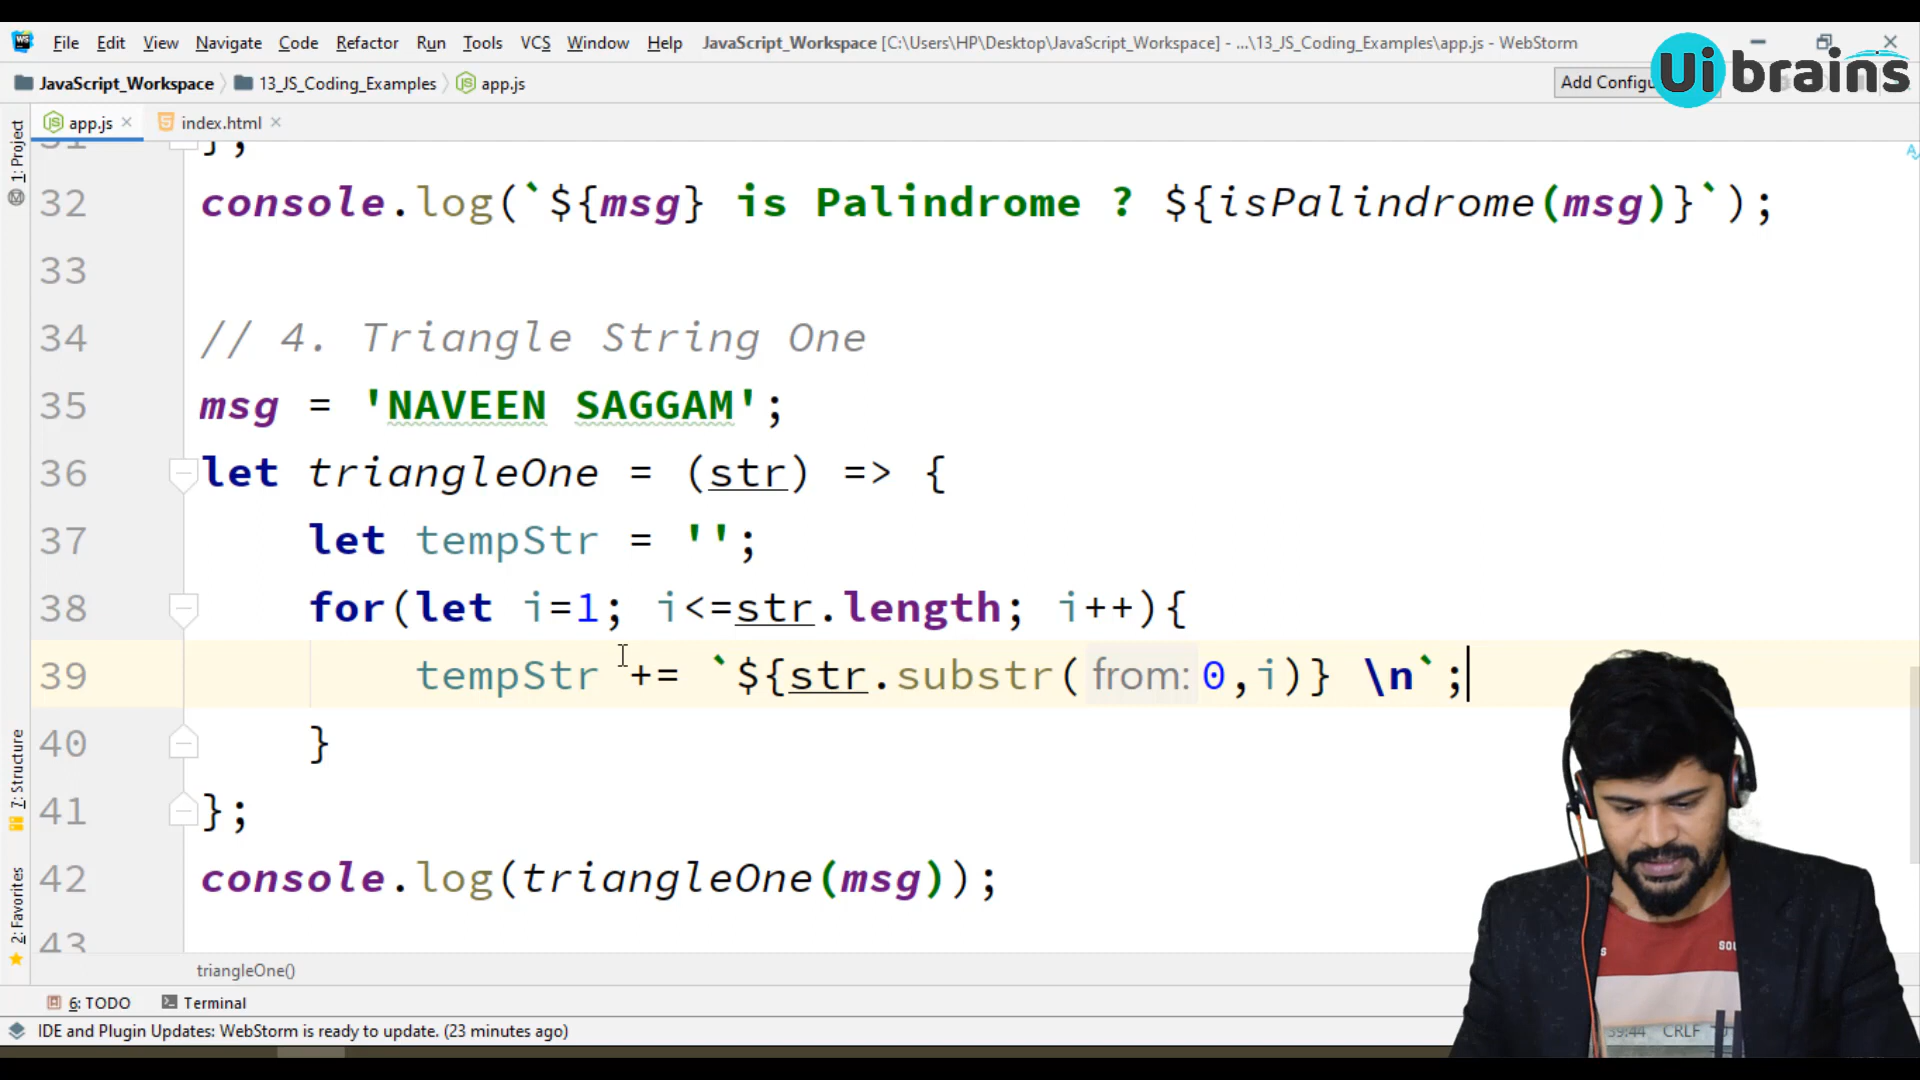 File Edit View Navigate Code Refactor Run Tools VCS Window Help JavaScript_Workspace [C:\Users\HP\Desktop\JavaScript_Workspace] - ...\13_JS_Coding_Examples\app.js - WebStorm
JavaScript_Workspace 13_JS_Coding_Examples app.js Add Configu
Ui brains
app.js index.html
1: Project
};
32 console.log(`${msg} is Palindrome ? ${isPalindrome(msg)}`);
33
34 // 4. Triangle String One
35 msg = 'NAVEEN SAGGAM';
36 let triangleOne = (str) => {
37 let tempStr = '';
38 for(let i=1; i<=str.length; i++){
39 tempStr += `${str.substr( from: 0,i)} \n`;
40 }
41 };
42 console.log(triangleOne(msg));
43
7: Structure
2: Favorites
triangleOne()
6: TODO Terminal
IDE and Plugin Updates: WebStorm is ready to update. (23 minutes ago)
39:44 CRLF